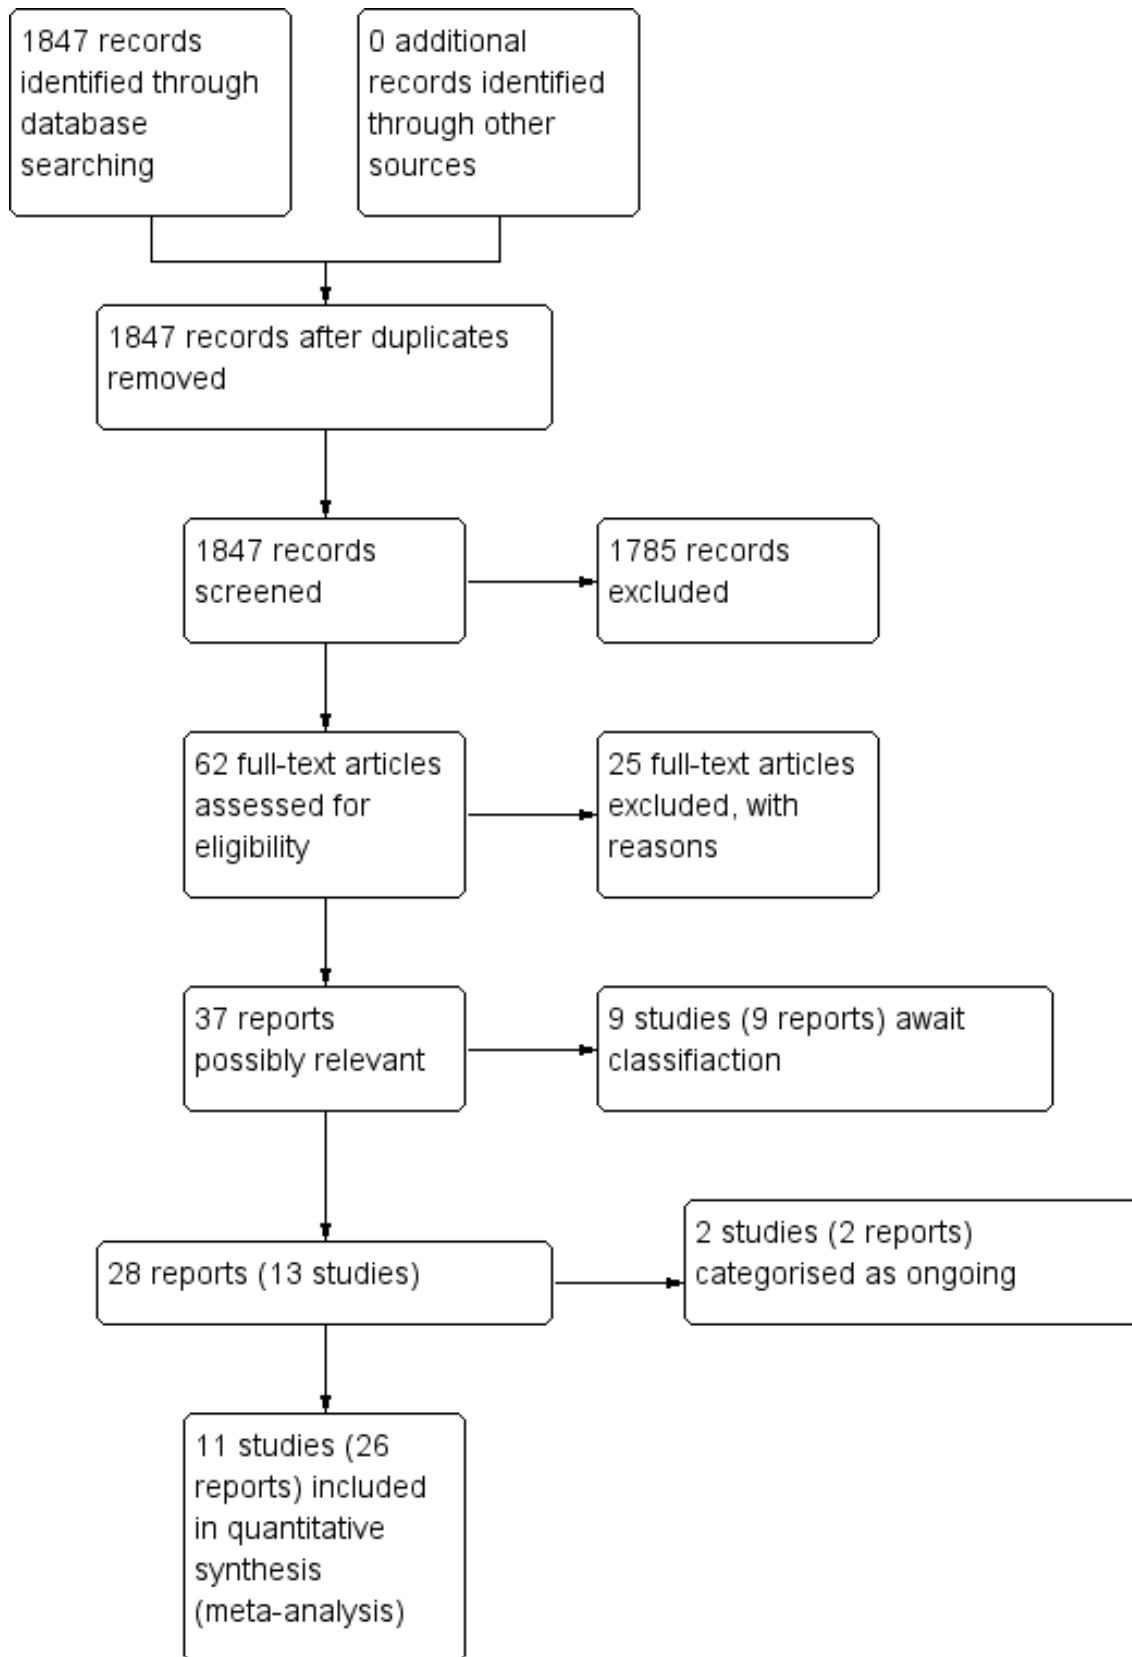 1847 records
identified through
database
searching
0 additional
records identified
through other
sources
1847 records after duplicates
removed
1847 records
screened
1785 records
excluded
62 full-text articles
assessed for
eligibility
25 full-text articles
excluded, with
reasons
37 reports
possibly relevant
9 studies (9 reports) await
classifiaction
28 reports (13 studies)
2 studies (2 reports)
categorised as ongoing
11 studies (26
reports) included
in quantitative
synthesis
(meta-analysis)